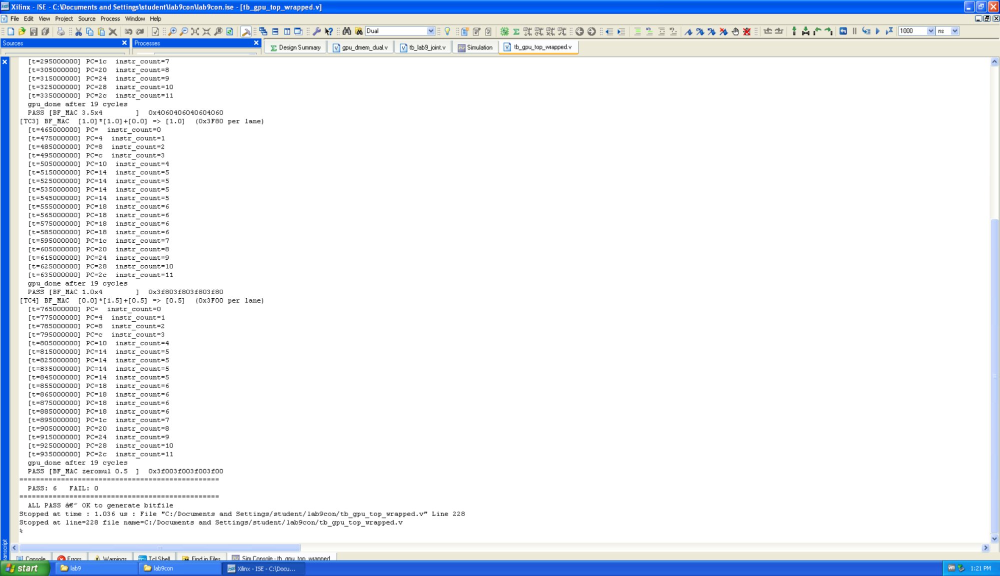 Xilinx - ISE - C:\Documents and Settings\student\lab9con\lab9con.ise - [tb_gpu_top_wrapped.v]
File Edit View Project Source Process Window Help
Dual 1000 ns
Sources Processes Design Summary gpu_dmem_dual.v tb_lab9_joint.v Simulation tb_gpu_top_wrapped.v
[t=295000000] PC=1c instr_count=7
[t=305000000] PC=20 instr_count=8
[t=315000000] PC=24 instr_count=9
[t=325000000] PC=28 instr_count=10
[t=335000000] PC=2c instr_count=11
gpu_done after 19 cycles
PASS [BF_MAC 3.5x4 ] 0x4060406040604060
[TC3] BF_MAC [1.0]*[1.0]+[0.0] => [1.0] (0x3F80 per lane)
[t=465000000] PC= instr_count=0
[t=475000000] PC=4 instr_count=1
[t=485000000] PC=8 instr_count=2
[t=495000000] PC=c instr_count=3
[t=505000000] PC=10 instr_count=4
[t=515000000] PC=14 instr_count=5
[t=525000000] PC=14 instr_count=5
[t=535000000] PC=14 instr_count=5
[t=545000000] PC=14 instr_count=5
[t=555000000] PC=18 instr_count=6
[t=565000000] PC=18 instr_count=6
[t=575000000] PC=18 instr_count=6
[t=585000000] PC=18 instr_count=6
[t=595000000] PC=1c instr_count=7
[t=605000000] PC=20 instr_count=8
[t=615000000] PC=24 instr_count=9
[t=625000000] PC=28 instr_count=10
[t=635000000] PC=2c instr_count=11
gpu_done after 19 cycles
PASS [BF_MAC 1.0x4 ] 0x3f803f803f803f80
[TC4] BF_MAC [0.0]*[1.5]+[0.5] => [0.5] (0x3F00 per lane)
[t=765000000] PC= instr_count=0
[t=775000000] PC=4 instr_count=1
[t=785000000] PC=8 instr_count=2
[t=795000000] PC=c instr_count=3
[t=805000000] PC=10 instr_count=4
[t=815000000] PC=14 instr_count=5
[t=825000000] PC=14 instr_count=5
[t=835000000] PC=14 instr_count=5
[t=845000000] PC=14 instr_count=5
[t=855000000] PC=18 instr_count=6
[t=865000000] PC=18 instr_count=6
[t=875000000] PC=18 instr_count=6
[t=885000000] PC=18 instr_count=6
[t=895000000] PC=1c instr_count=7
[t=905000000] PC=20 instr_count=8
[t=915000000] PC=24 instr_count=9
[t=925000000] PC=28 instr_count=10
[t=935000000] PC=2c instr_count=11
gpu_done after 19 cycles
PASS [BF_MAC zeromul 0.5 ] 0x3f003f003f003f00
================================================
PASS: 6 FAIL: 0
================================================
ALL PASS â€” OK to generate bitfile
Stopped at time : 1.036 us : File "C:/Documents and Settings/student/lab9con/tb_gpu_top_wrapped.v" Line 228
Stopped at line=228 file name=C:/Documents and Settings/student/lab9con/tb_gpu_top_wrapped.v
%
Console Errors Warnings Tcl Shell Find in Files Sim Console - tb_gpu_top_wrapped
start lab9 lab9con Xilinx - ISE - C:\Docu... 1:21 PM